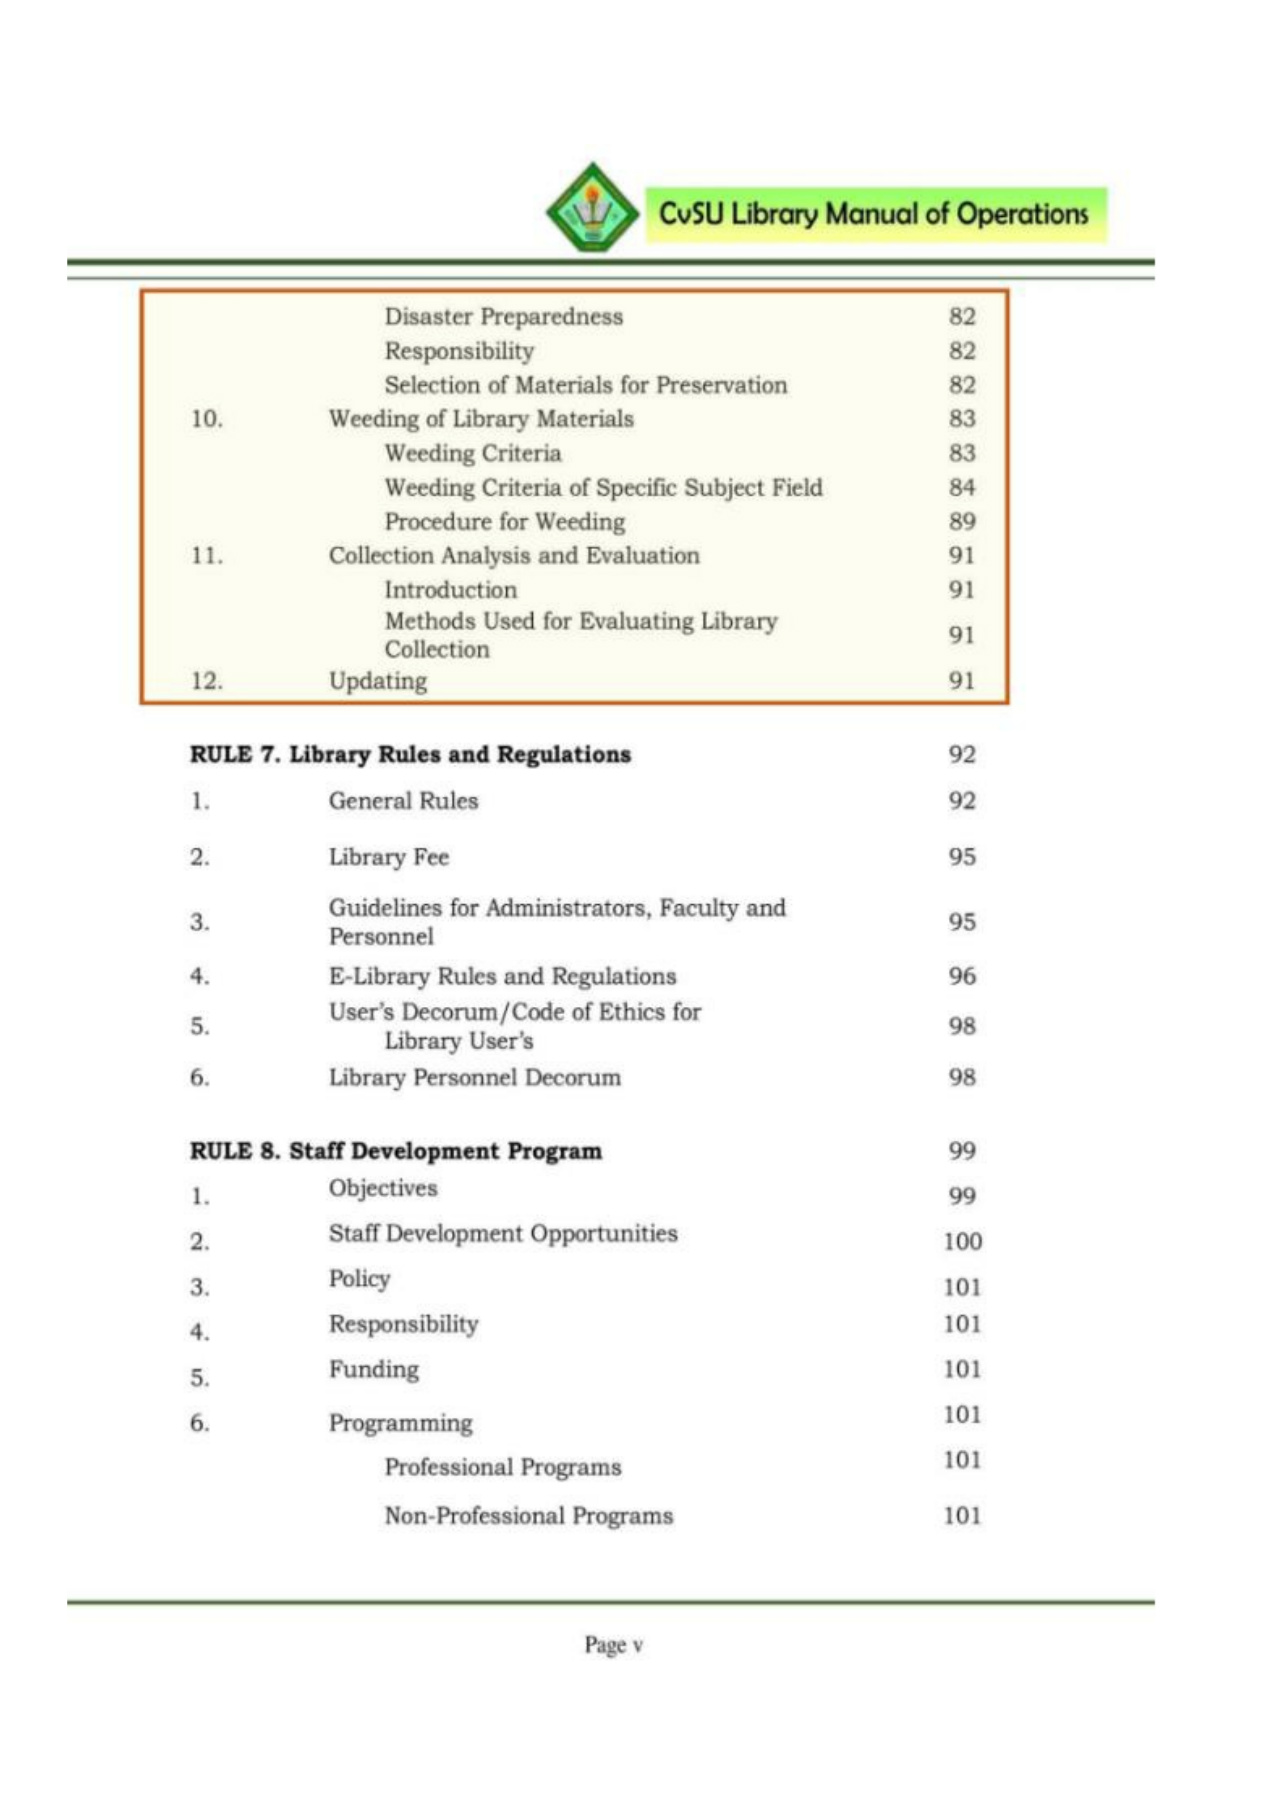 CvSU Library Manual of Operations
Disaster Preparedness 82
Responsibility 82
Selection of Materials for Preservation 82
10. Weeding of Library Materials 83
Weeding Criteria 83
Weeding Criteria of Specific Subject Field 84
Procedure for Weeding 89
11. Collection Analysis and Evaluation 91
Introduction 91
Methods Used for Evaluating Library
Collection 91
12. Updating 91
RULE 7. Library Rules and Regulations 92
1. General Rules 92
2. Library Fee 95
3. Guidelines for Administrators, Faculty and
Personnel 95
4. E-Library Rules and Regulations 96
5. User's Decorum/Code of Ethics for
Library User's 98
6. Library Personnel Decorum 98
RULE 8. Staff Development Program 99
1. Objectives 99
2. Staff Development Opportunities 100
3. Policy 101
4. Responsibility 101
5. Funding 101
6. Programming 101
Professional Programs 101
Non-Professional Programs 101
Page v